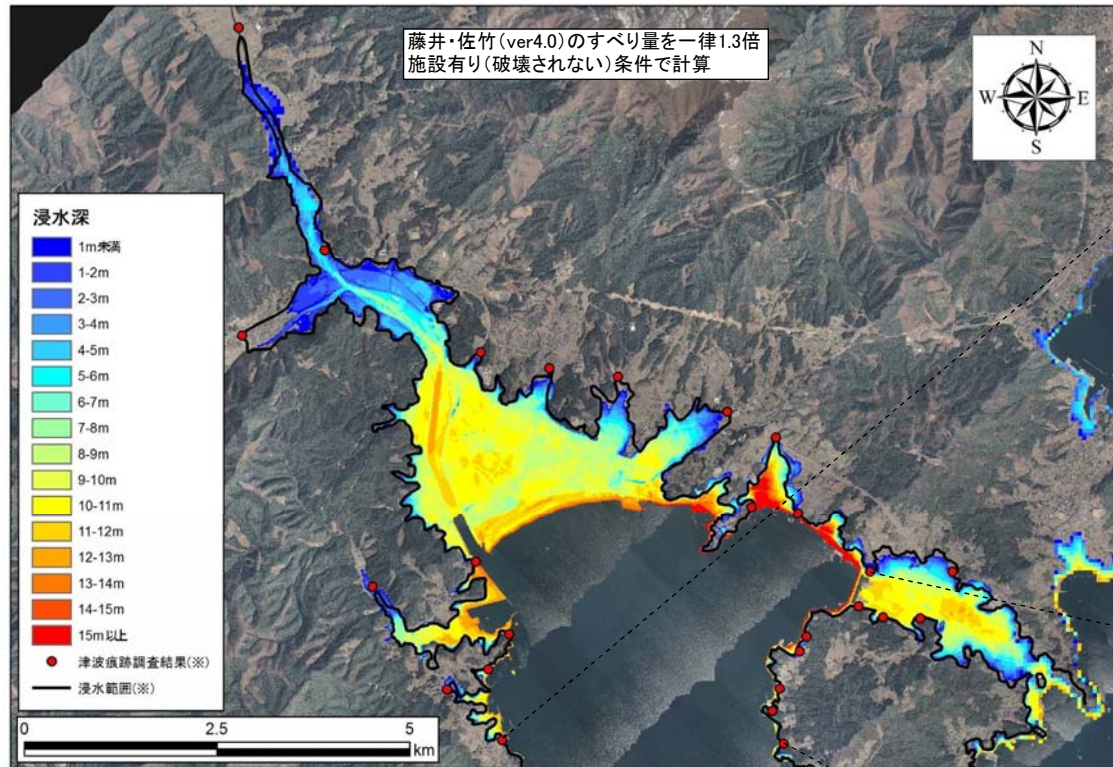 藤井・佐竹(ver4.0)のすべり量を一律1.3倍
施設有り(破壊されない)条件で計算
N
W
E
S
浸水深
1m未満
1-2m
2-3m
3-4m
4-5m
5-6m
6-7m
7-8m
8-9m
9-10m
10-11m
11-12m
12-13m
13-14m
14-15m
15m以上
津波痕跡調査結果(※)
浸水範囲(※)
0
2.5
5
km